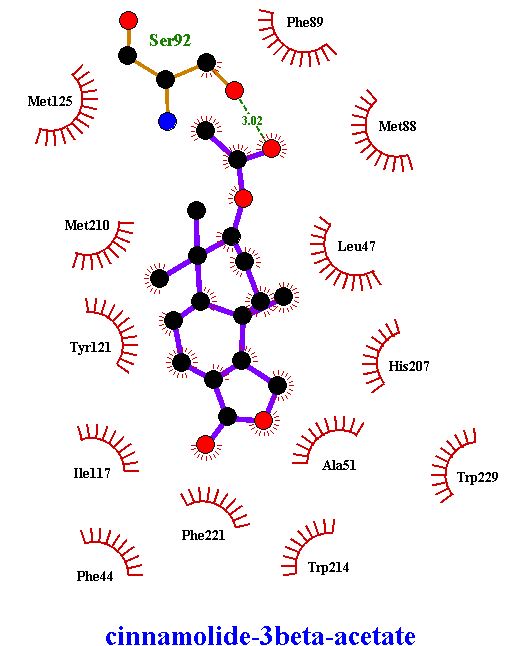 Phe89
Ser92
Met125
3.02
Met88
Met210
Leu47
Tyr121
His207
Ala51
Ile117
Trp229
Phe221
Trp214
Phe44
cinnamolide-3beta-acetate